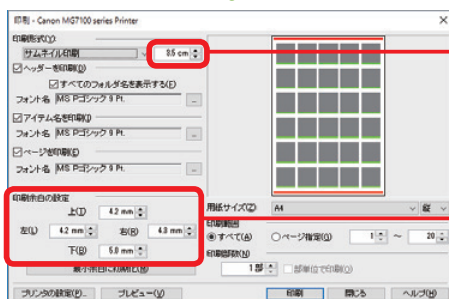 印刷 - Canon MG7100 series Printer
印刷形式(Y):
サムネイル印刷 3.5 cm
ヘッダーを印刷(D)
すべてのフォルダ名を表示する(E)
フォント名 MS Pゴシック 9 Pt. ...
アイテム名を印刷(I)
フォント名 MS Pゴシック 9 Pt. ...
ページを印刷(G)
フォント名 MS Pゴシック 9 Pt. ...
印刷余白の設定
上(T) 4.2 mm
左(L) 4.2 mm 右(R) 4.3 mm
下(B) 5.0 mm
最小余白に初期化(M)
用紙サイズ(Z) A4 縦
印刷範囲
すべて(A) ページ指定(G) 1 ~ 20
印刷部数(N)
1 部 部単位で印刷(O)
プリンタの設定(P)... プレビュー(V) 印刷 閉じる ヘルプ(H)